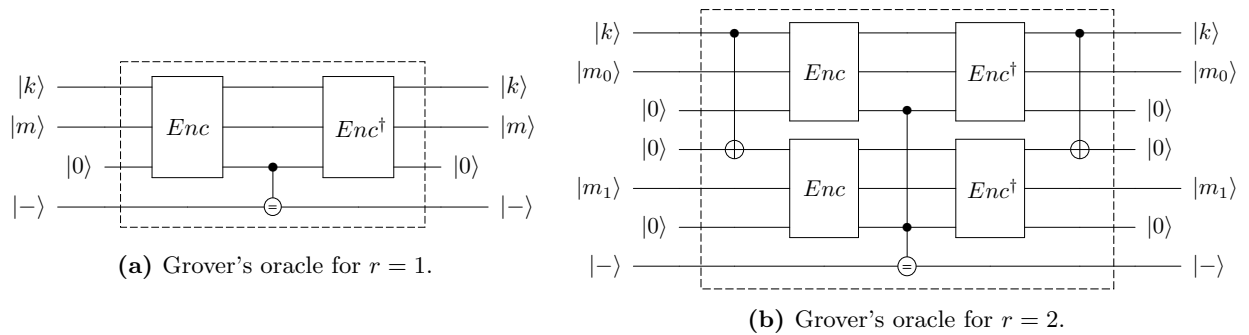 |k⟩ Enc Enc† |k⟩
|m⟩ |m⟩
|0⟩ |0⟩
|−⟩ = |−⟩
(a) Grover's oracle for r = 1.
|k⟩ |k⟩
|m₀⟩ Enc Enc† |m₀⟩
|0⟩ |0⟩
|0⟩ |0⟩
|m₁⟩ Enc Enc† |m₁⟩
|0⟩ |0⟩
|−⟩ = |−⟩
(b) Grover's oracle for r = 2.